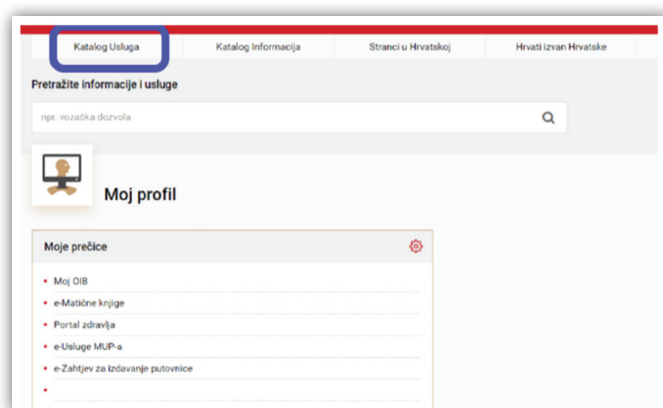 Katalog Usluga
Katalog Informacija
Stranci u Hrvatskoj
Hrvati izvan Hrvatske
Pretražite informacije i usluge
npr. vozačka dozvola
Moj profil
Moje prečice
Moj OIB
e-Matične knjige
Portal zdravlja
e-Usluge MUP-a
e-Zahtjev za izdavanje putovnice